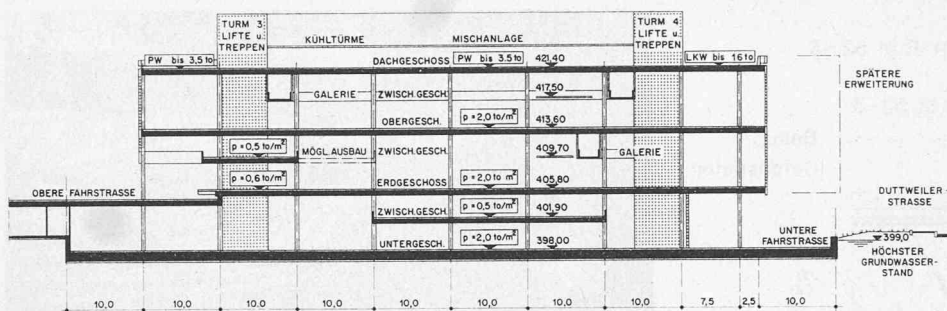 TURM 3
LIFTE u.
TREPPEN
KÜHLTÜRME
MISCHANLAGE
TURM 4
LIFTE u.
TREPPEN
PW bis 3.5 to
DACHGESCHOSS
PW bis 3.5 to
421,40
LKW bis 16 to
SPÄTERE
ERWEITERUNG
GALERIE
ZWISCH.GESCH.
417,50
OBERGESCH.
p = 2,0 to/m²
413,60
p = 0,5 to/m²
MÖGL. AUSBAU
ZWISCH.GESCH.
409,70
GALERIE
p = 0,6 to/m²
ERDGESCHOSS
p = 2,0 to/m²
405,80
OBERE FAHRSTRASSE
ZWISCH.GESCH.
p = 0,5 to/m²
401,90
DUTTWEILER
STRASSE
UNTERGESCH.
p = 2,0 to/m²
398,00
UNTERE
FAHRSTRASSE
399,0
HÖCHSTER
GRUNDWASSER-
STAND
10,0 10,0 10,0 10,0 10,0 10,0 10,0 10,0 7,5 2,5 10,0